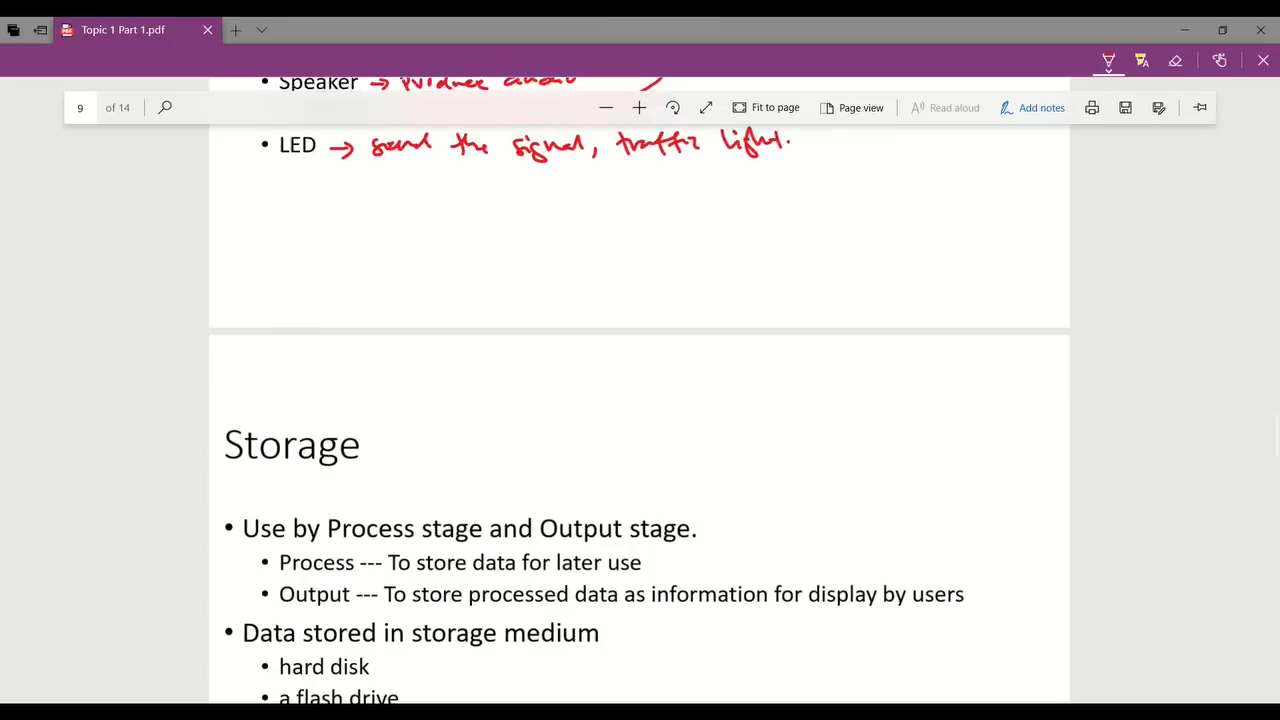 Topic 1 Part 1.pdf
• Speaker → produce audio
9 of 14 Fit to page Page view Read aloud Add notes
• LED → send the signal, traffic light.
Storage
• Use by Process stage and Output stage.
• Process --- To store data for later use
• Output --- To store processed data as information for display by users
• Data stored in storage medium
• hard disk
• a flash drive